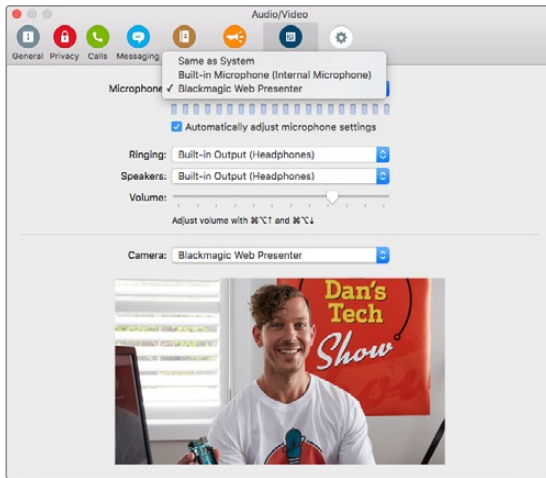 Audio/Video
General Privacy Calls Messaging
Same as System
Built-in Microphone (Internal Microphone)
Microphone ✓ Blackmagic Web Presenter
Automatically adjust microphone settings
Ringing: Built-in Output (Headphones)
Speakers: Built-in Output (Headphones)
Volume:
Adjust volume with ⌘⌥↑ and ⌘⌥↓
Camera: Blackmagic Web Presenter
Dan's
Tech
Show